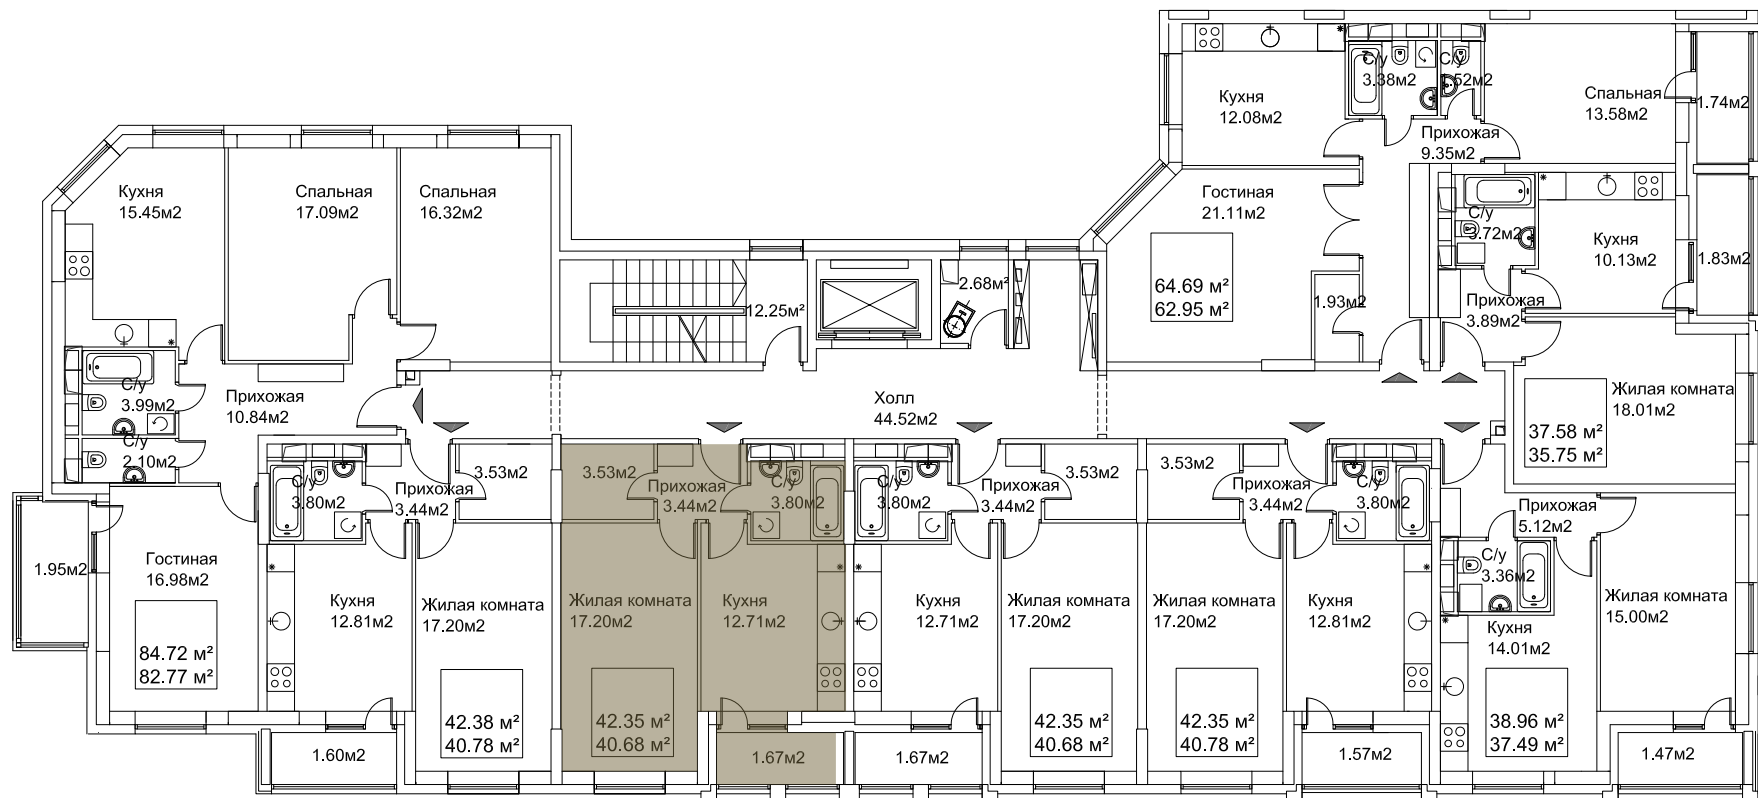 Кухня
12.08м2
С/у
3.38м2
С/у
Спальная
13.58м2
1.74м2
Прихожая
9.35м2
Кухня
15.45м2
Спальная
17.09м2
Спальная
16.32м2
Гостиная
21.11м2
64.69 м²
62.95 м²
1.93м2
С/у
3.72м2
Кухня
10.13м2
1.83м2
Прихожая
3.89м2
12.25м²
2.68м²
С/у
3.99м2
С/у
2.10м2
Прихожая
10.84м2
Холл
44.52м2
Жилая комната
18.01м2
37.58 м²
35.75 м²
С/у
3.80м2
Прихожая
3.44м2
3.53м2
3.53м2
Прихожая
3.44м2
С/у
3.80м2
С/у
3.80м2
Прихожая
3.44м2
3.53м2
3.53м2
Прихожая
3.44м2
С/у
3.80м2
Прихожая
5.12м2
С/у
3.36м2
1.95м2
Гостиная
16.98м2
84.72 м²
82.77 м²
Кухня
12.81м2
Жилая комната
17.20м2
42.38 м²
40.78 м²
Жилая комната
17.20м2
42.35 м²
40.68 м²
Кухня
12.71м2
Кухня
12.71м2
Жилая комната
17.20м2
42.35 м²
40.68 м²
Жилая комната
17.20м2
42.35 м²
40.78 м²
Кухня
12.81м2
Кухня
14.01м2
38.96 м²
37.49 м²
Жилая комната
15.00м2
1.60м2
1.67м2
1.67м2
1.57м2
1.47м2